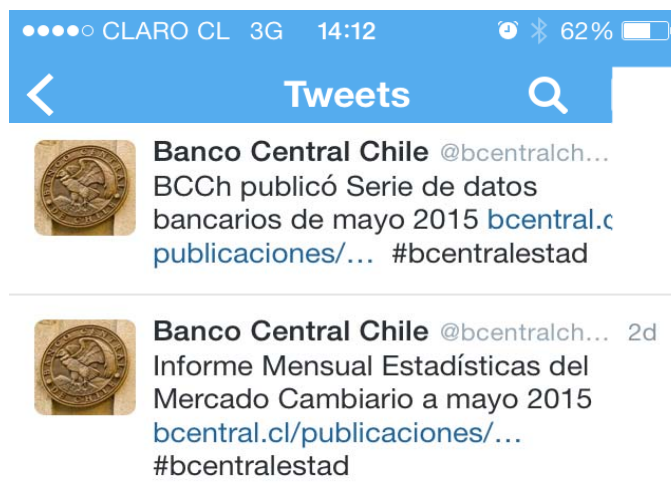 CLARO CL 3G 14:12 62%
Tweets
Banco Central Chile @bcentralch...
BCCh publicó Serie de datos
bancarios de mayo 2015 bcentral.c
publicaciones/... #bcentralestad
Banco Central Chile @bcentralch... 2d
Informe Mensual Estadísticas del
Mercado Cambiario a mayo 2015
bcentral.cl/publicaciones/...
#bcentralestad